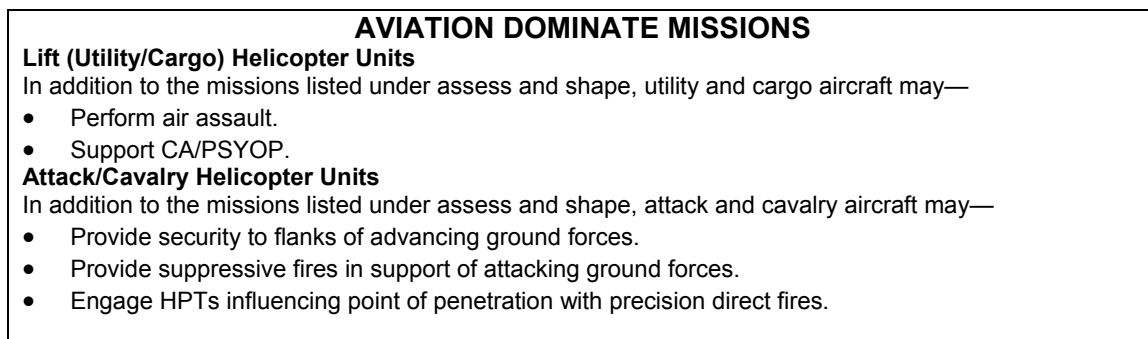 AVIATION DOMINATE MISSIONS
Lift (Utility/Cargo) Helicopter Units
In addition to the missions listed under assess and shape, utility and cargo aircraft may—
• Perform air assault.
• Support CA/PSYOP.
Attack/Cavalry Helicopter Units
In addition to the missions listed under assess and shape, attack and cavalry aircraft may—
• Provide security to flanks of advancing ground forces.
• Provide suppressive fires in support of attacking ground forces.
• Engage HPTs influencing point of penetration with precision direct fires.